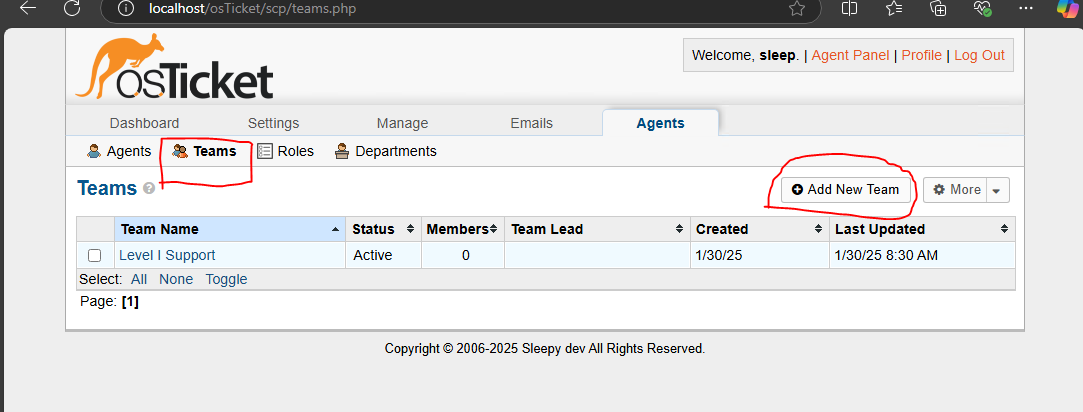 localhost/osTicket/scp/teams.php
osTicket
Welcome, sleep. | Agent Panel | Profile | Log Out
Dashboard Settings Manage Emails Agents
Agents Teams Roles Departments
Teams ? Add New Team More
Team Name Status Members Team Lead Created Last Updated
Level I Support Active 0 1/30/25 1/30/25 8:30 AM
Select: All None Toggle
Page: [1]
Copyright © 2006-2025 Sleepy dev All Rights Reserved.